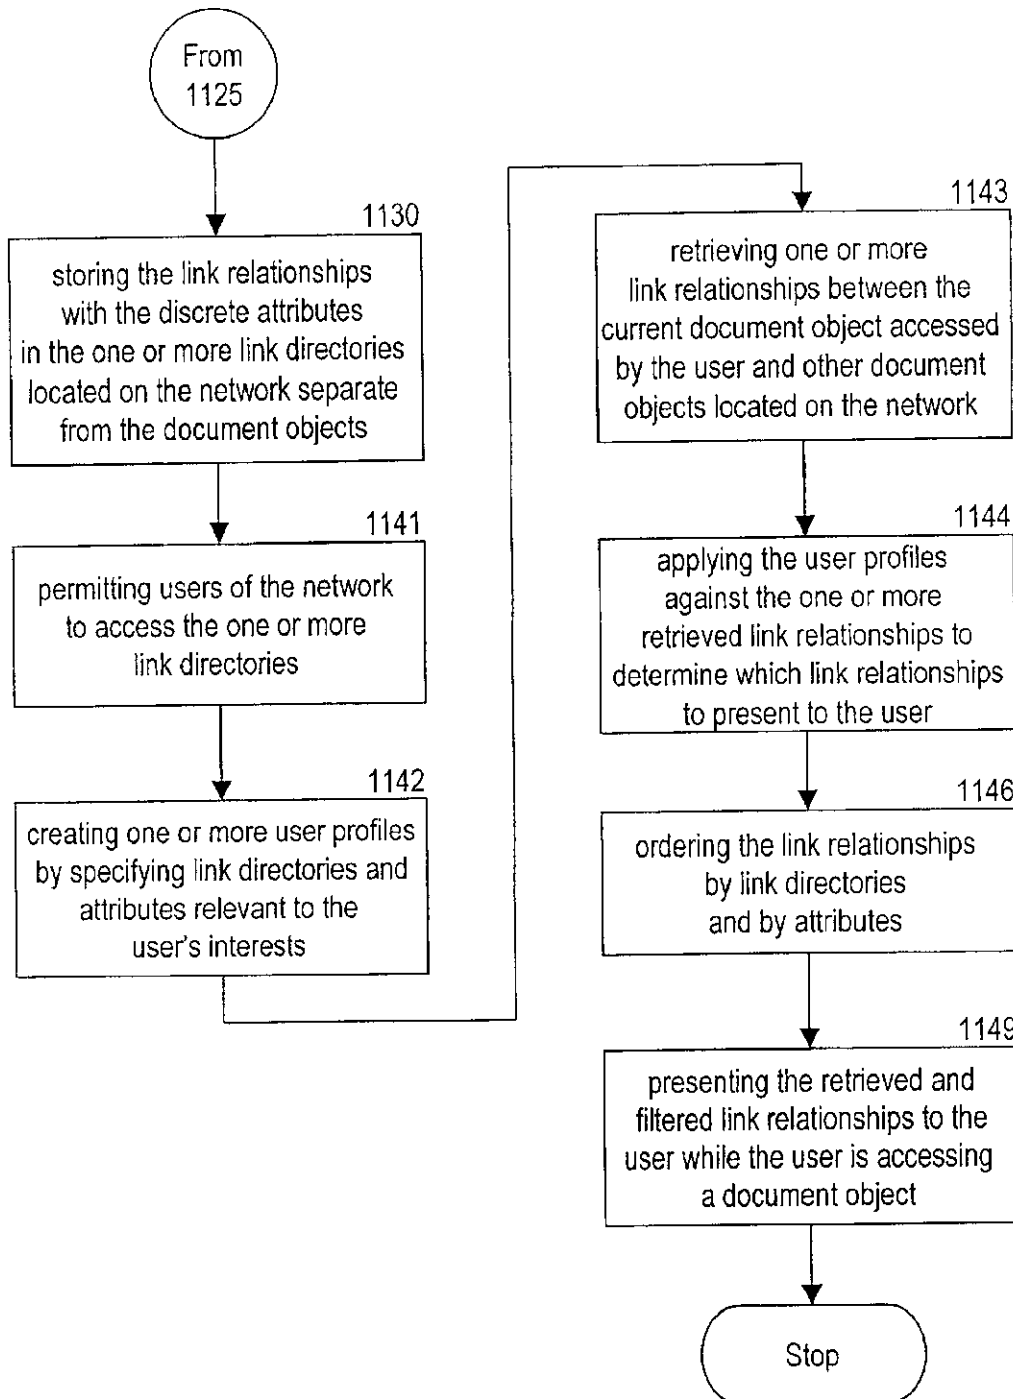 From
1125
1130
storing the link relationships
with the discrete attributes
in the one or more link directories
located on the network separate
from the document objects
1141
permitting users of the network
to access the one or more
link directories
1142
creating one or more user profiles
by specifying link directories and
attributes relevant to the
user's interests
1143
retrieving one or more
link relationships between the
current document object accessed
by the user and other document
objects located on the network
1144
applying the user profiles
against the one or more
retrieved link relationships to
determine which link relationships
to present to the user
1146
ordering the link relationships
by link directories
and by attributes
1149
presenting the retrieved and
filtered link relationships to the
user while the user is accessing
a document object
Stop